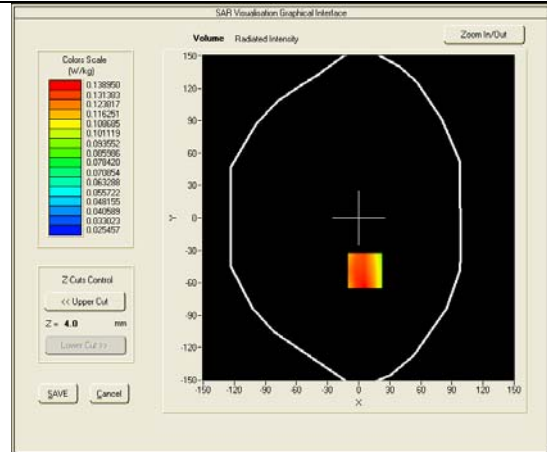 SAR Visualisation Graphical Interface
Volume Radiated Intensity
Zoom In/Out
Colors Scale
(W/kg)
0.138950
0.131383
0.123817
0.116251
0.108685
0.101119
0.093552
0.085986
0.078420
0.070854
0.063288
0.055722
0.048155
0.040589
0.033023
0.025457
Z Cuts Control
<< Upper Cut
Z = 4.0 mm
Lower Cut >>
SAVE Cancel
150-
120-
90-
60-
30-
Y 0-
-30-
-60-
-90-
-120-
-150-
-150 -120 -90 -60 -30 0 30 60 90 120 150
X